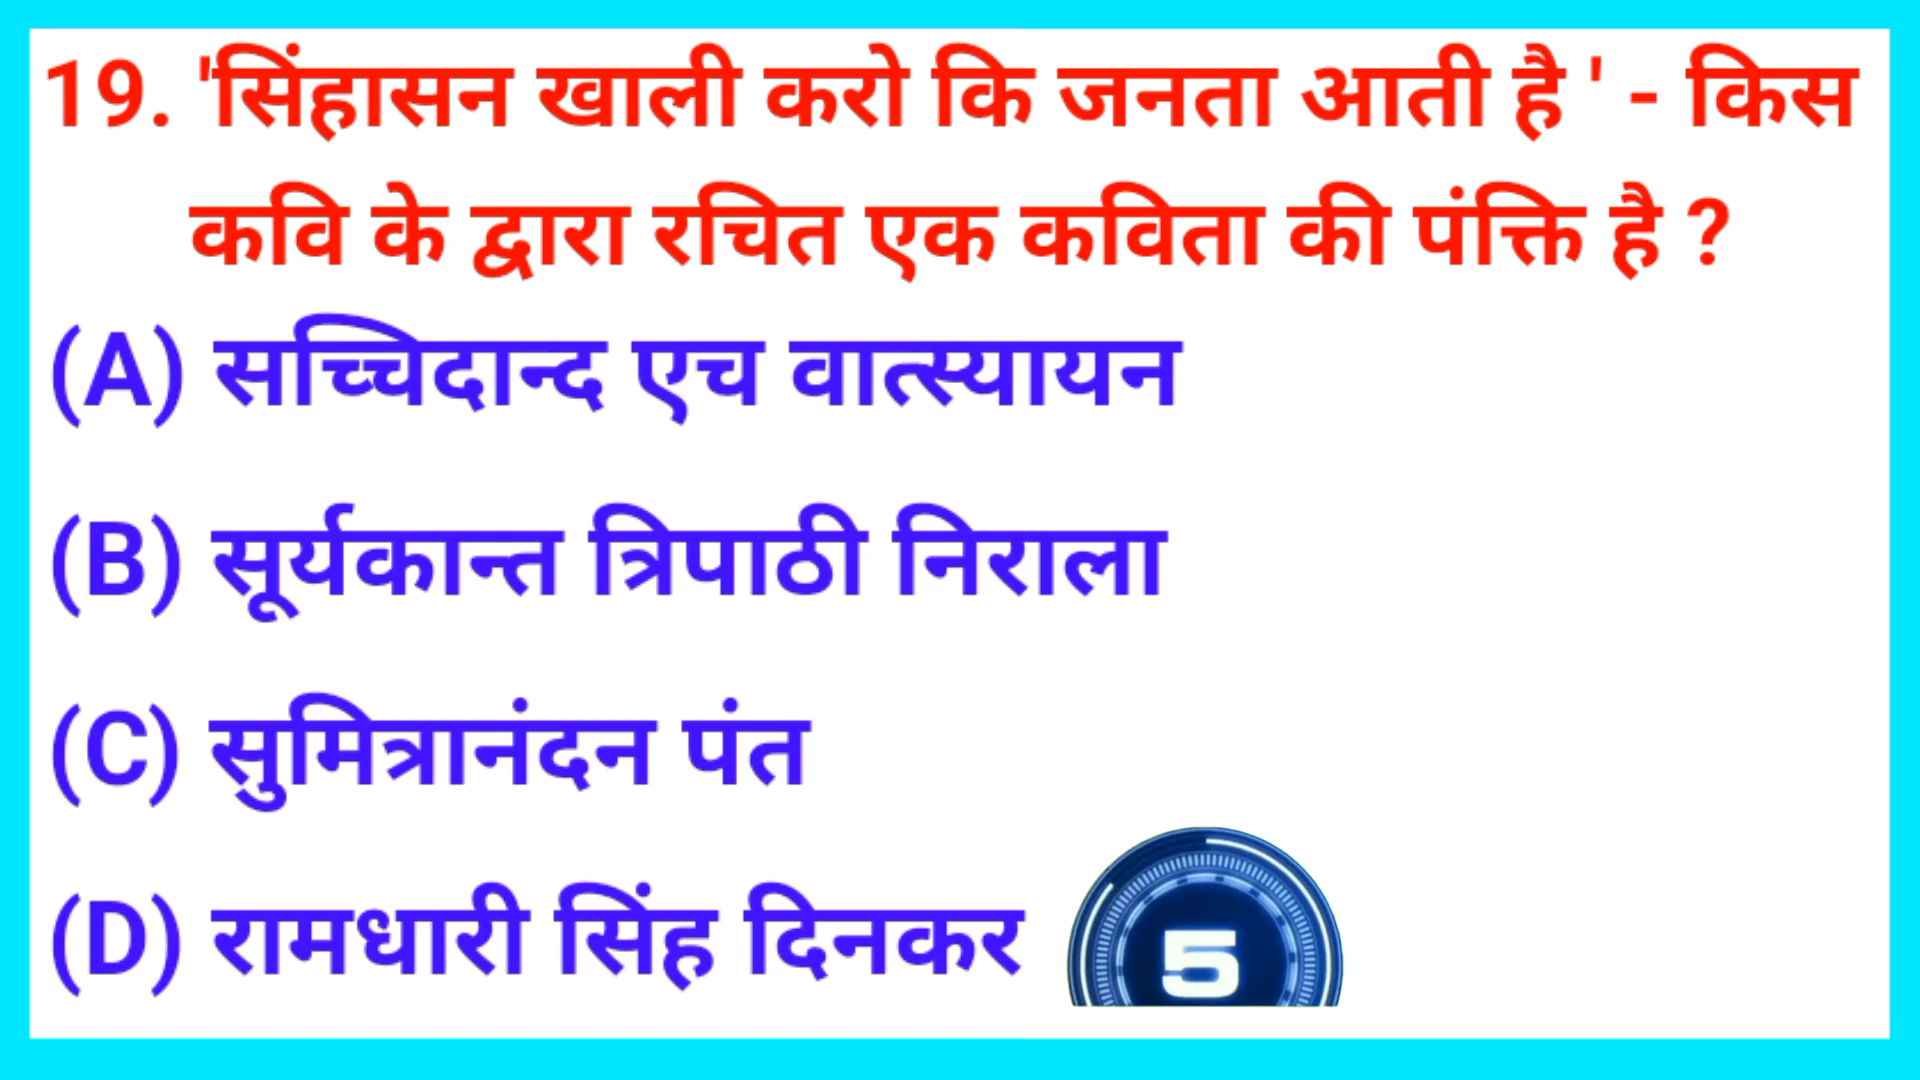 19. 'सिंहासन खाली करो कि जनता आती है ' - किस
कवि के द्वारा रचित एक कविता की पंक्ति है ?
(A) सच्चिदान्द एच वात्स्यायन
(B) सूर्यकान्त त्रिपाठी निराला
(C) सुमित्रानंदन पंत
(D) रामधारी सिंह दिनकर
5